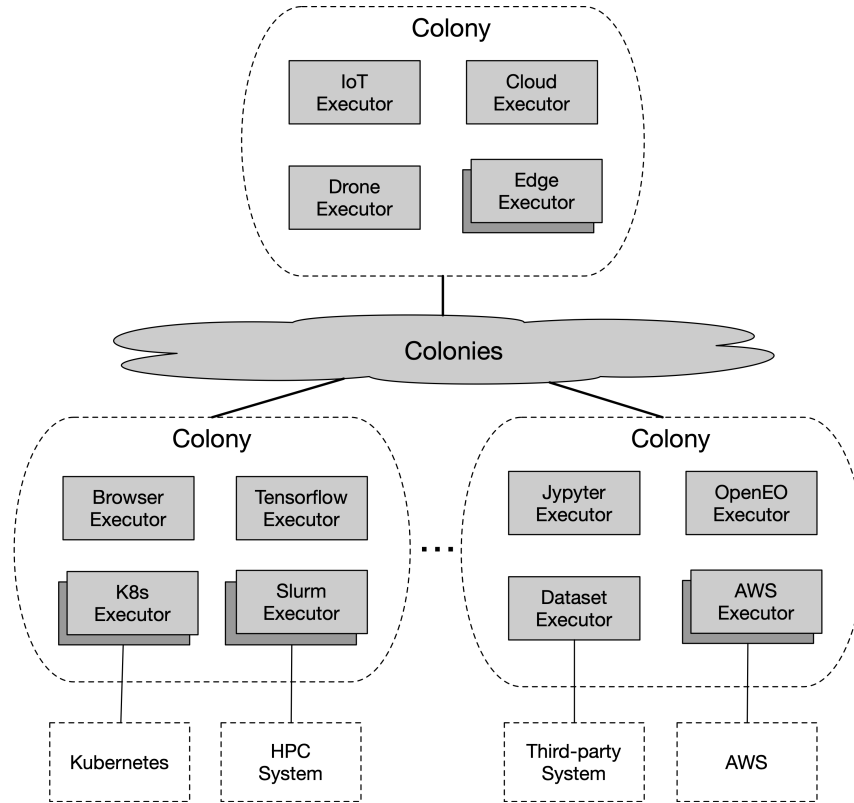 Colony
IoT
Executor
Cloud
Executor
Drone
Executor
Edge
Executor
Colonies
Colony
Browser
Executor
Tensorflow
Executor
K8s
Executor
Slurm
Executor
...
Colony
Jypyter
Executor
OpenEO
Executor
Dataset
Executor
AWS
Executor
Kubernetes
HPC
System
Third-party
System
AWS